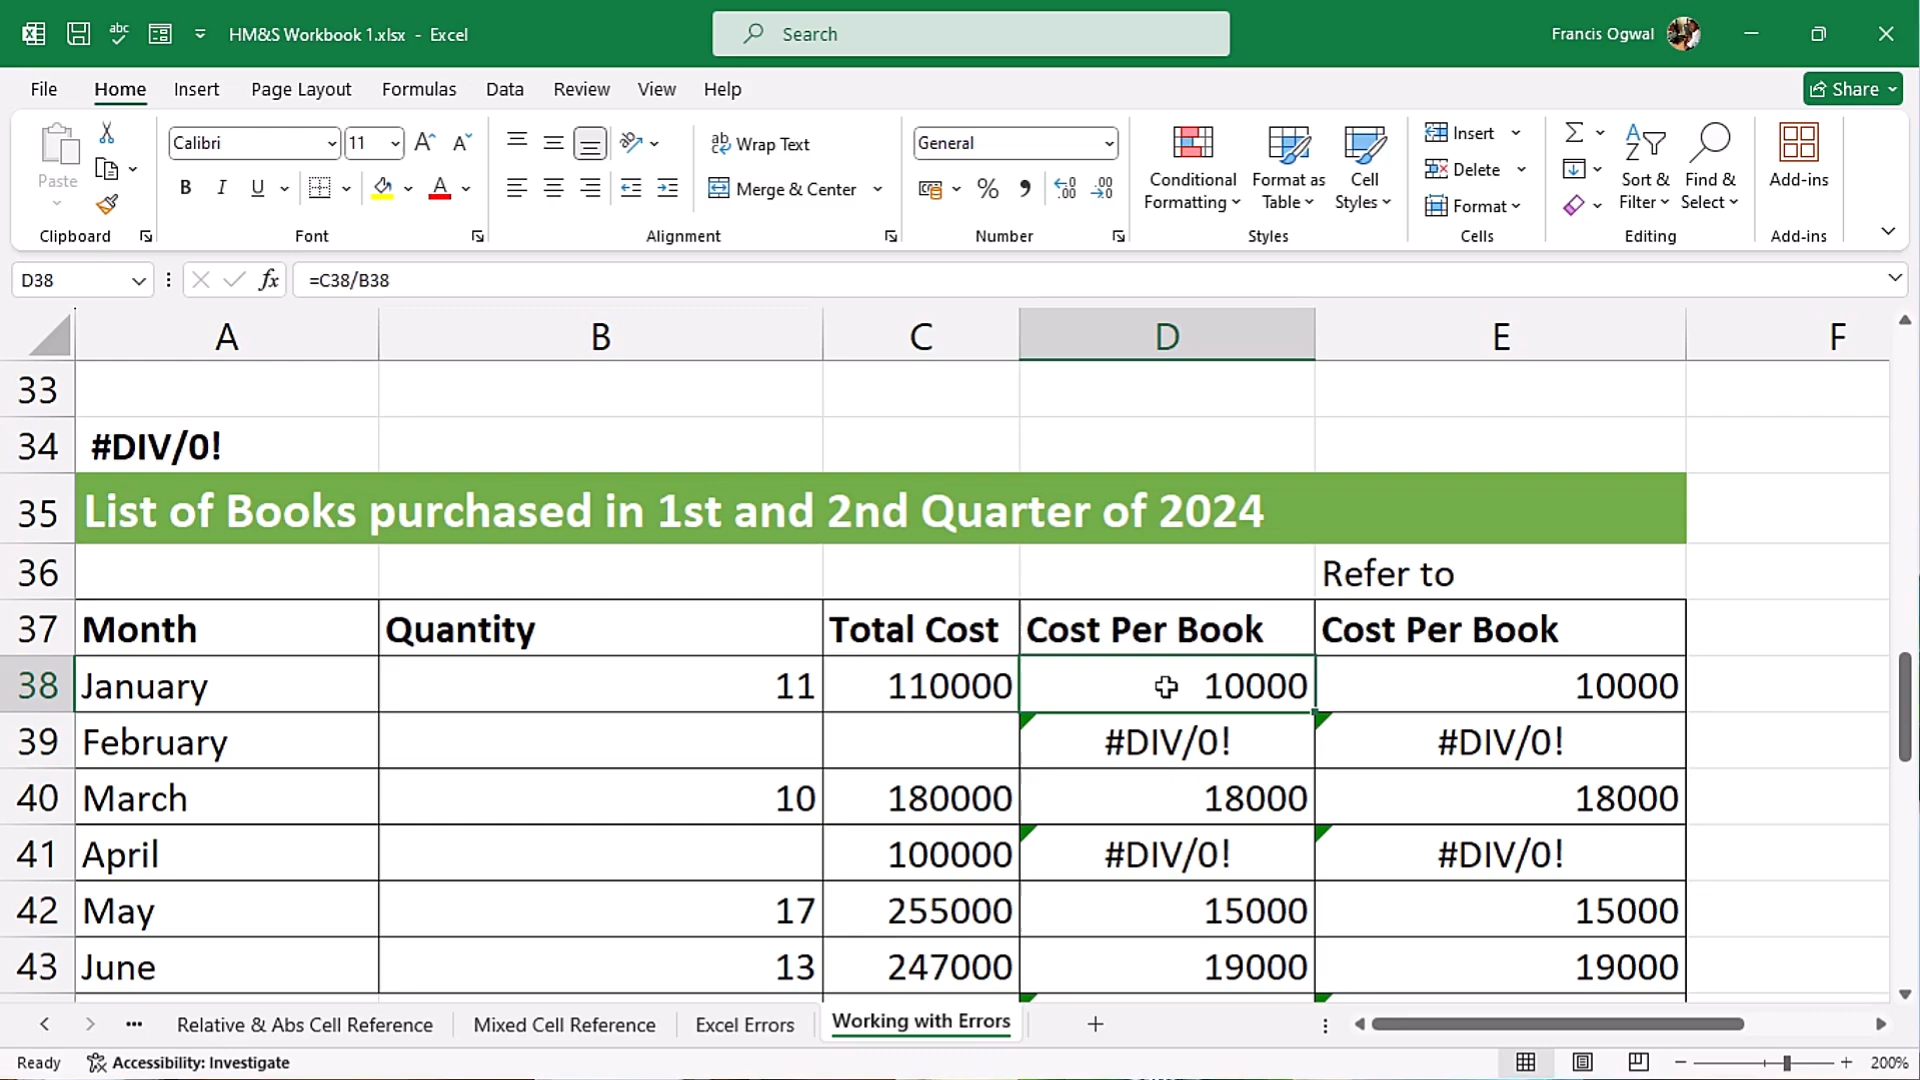 HM&S Workbook 1.xlsx - Excel
Search
Francis Ogwal
File Home Insert Page Layout Formulas Data Review View Help
Share
Paste
Clipboard
Calibri 11
B I U
Font
Wrap Text
Merge & Center
Alignment
General
Number
Conditional Formatting
Format as Table
Cell Styles
Styles
Insert
Delete
Format
Cells
Sort & Filter
Find & Select
Editing
Add-ins
Add-ins
D38 fx =C38/B38
A B C D E F
33
34 #DIV/0!
35 List of Books purchased in 1st and 2nd Quarter of 2024
36 Refer to
37 Month Quantity Total Cost Cost Per Book Cost Per Book
38 January 11 110000 10000 10000
39 February #DIV/0! #DIV/0!
40 March 10 180000 18000 18000
41 April 100000 #DIV/0! #DIV/0!
42 May 17 255000 15000 15000
43 June 13 247000 19000 19000
Relative & Abs Cell Reference Mixed Cell Reference Excel Errors Working with Errors
Ready Accessibility: Investigate 200%